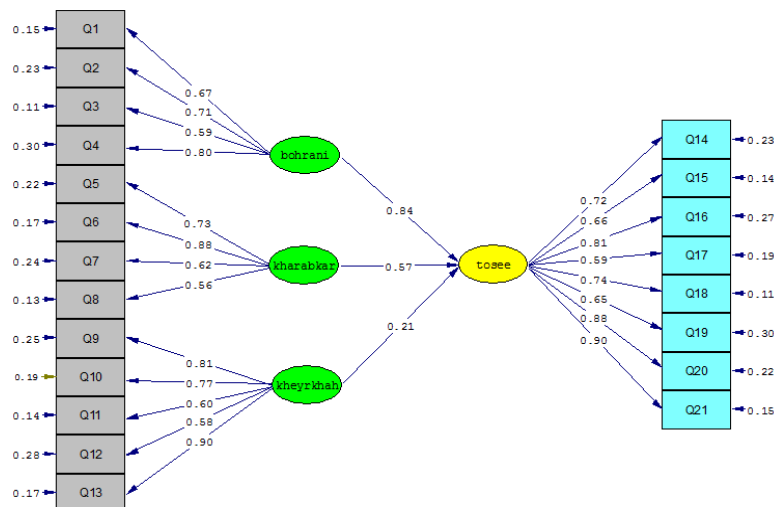 0.15 Q1
0.23 Q2
0.11 Q3
0.30 Q4
0.22 Q5
0.17 Q6
0.24 Q7
0.13 Q8
0.25 Q9
0.19 Q10
0.14 Q11
0.28 Q12
0.17 Q13
0.67
0.71
0.59
0.80
0.73
0.88
0.62
0.56
0.81
0.77
0.60
0.58
0.90
bohrani
kharabkar
kheyrkhah
0.84
0.57
0.21
tosee
0.72
0.66
0.81
0.59
0.74
0.65
0.88
0.90
Q14 0.23
Q15 0.14
Q16 0.27
Q17 0.19
Q18 0.11
Q19 0.30
Q20 0.22
Q21 0.15